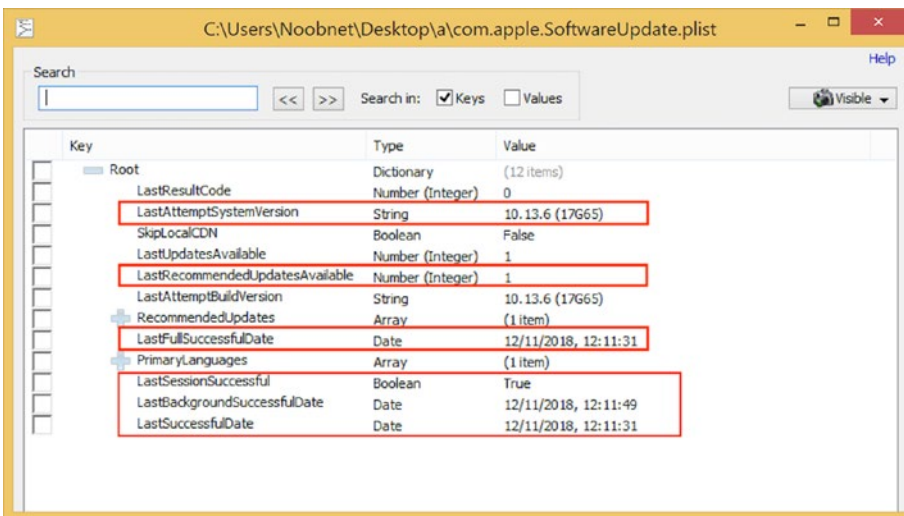 C:\Users\Noobnet\Desktop\a\com.apple.SoftwareUpdate.plist
Help
Search
<< >> Search in: Keys Values Visible
Key Type Value
Root Dictionary (12 items)
LastResultCode Number (Integer) 0
LastAttemptSystemVersion String 10.13.6 (17G65)
SkipLocalCDN Boolean False
LastUpdatesAvailable Number (Integer) 1
LastRecommendedUpdatesAvailable Number (Integer) 1
LastAttemptBuildVersion String 10.13.6 (17G65)
RecommendedUpdates Array (1 item)
LastFullSuccessfulDate Date 12/11/2018, 12:11:31
PrimaryLanguages Array (1 item)
LastSessionSuccessful Boolean True
LastBackgroundSuccessfulDate Date 12/11/2018, 12:11:49
LastSuccessfulDate Date 12/11/2018, 12:11:31